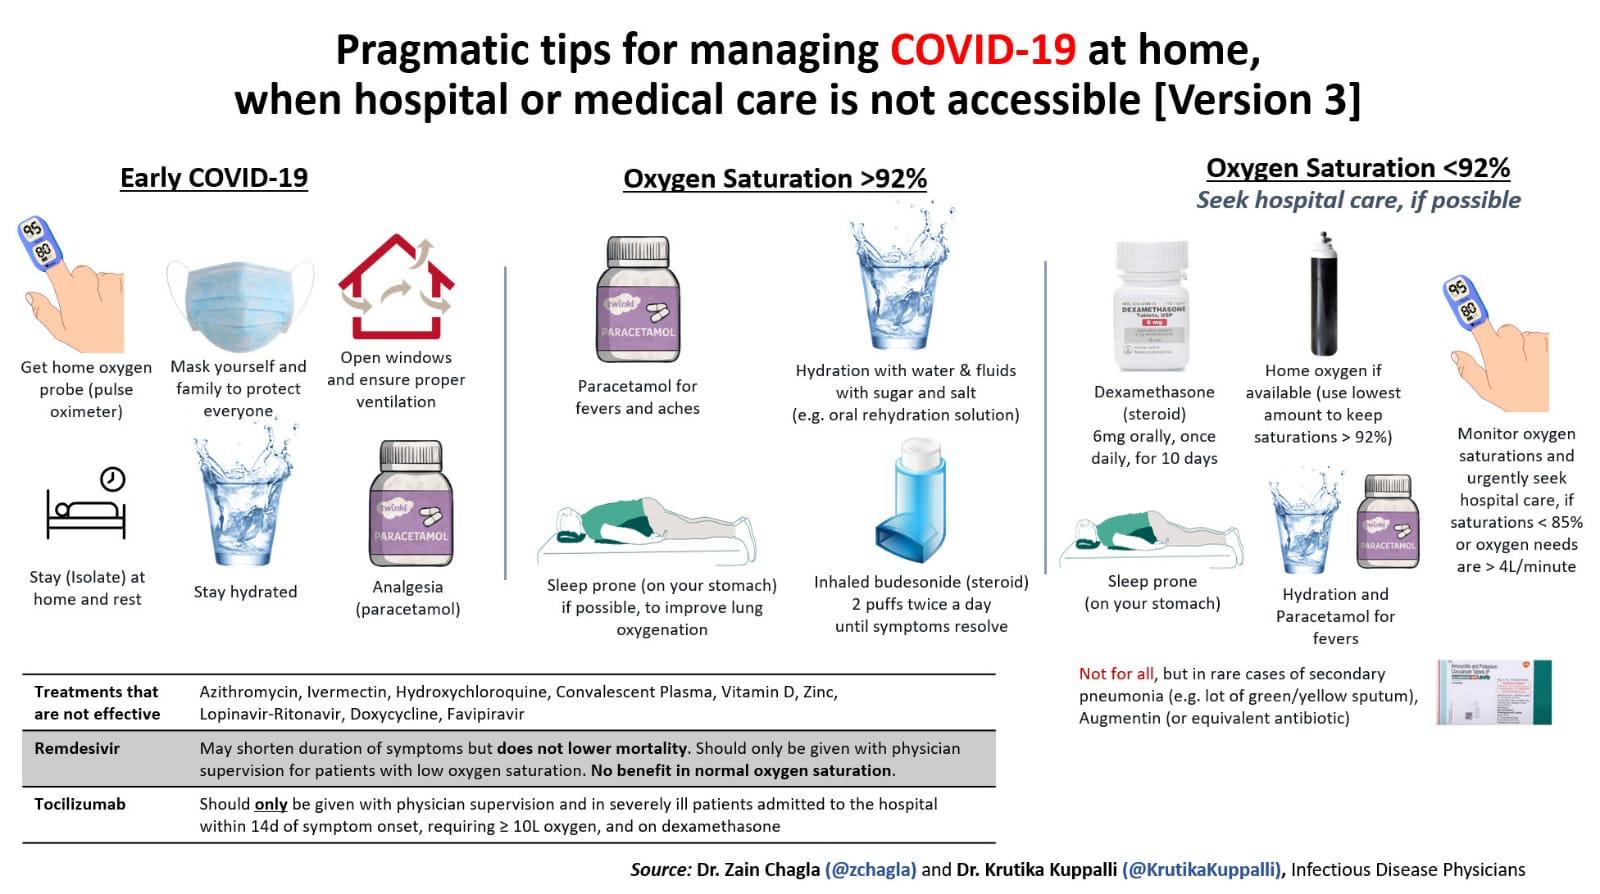 Pragmatic tips for managing COVID-19 at home,
when hospital or medical care is not accessible [Version 3]
Early COVID-19
95
80
Get home oxygen
probe (pulse
oximeter)
Mask yourself and
family to protect
everyone
Open windows
and ensure proper
ventilation
Stay (Isolate) at
home and rest
Stay hydrated
twinkl
PARACETAMOL
Analgesia
(paracetamol)
Oxygen Saturation >92%
twinkl
PARACETAMOL
Paracetamol for
fevers and aches
Hydration with water & fluids
with sugar and salt
(e.g. oral rehydration solution)
Sleep prone (on your stomach)
if possible, to improve lung
oxygenation
Inhaled budesonide (steroid)
2 puffs twice a day
until symptoms resolve
Oxygen Saturation <92%
Seek hospital care, if possible
DEXAMETHASONE
Tablets, USP
6 mg
Dexamethasone
(steroid)
6mg orally, once
daily, for 10 days
Home oxygen if
available (use lowest
amount to keep
saturations > 92%)
95
80
Monitor oxygen
saturations and
urgently seek
hospital care, if
saturations < 85%
or oxygen needs
are > 4L/minute
Sleep prone
(on your stomach)
twinkl
PARACETAMOL
Hydration and
Paracetamol for
fevers
Not for all, but in rare cases of secondary
pneumonia (e.g. lot of green/yellow sputum),
Augmentin (or equivalent antibiotic)
Treatments that
are not effective
Azithromycin, Ivermectin, Hydroxychloroquine, Convalescent Plasma, Vitamin D, Zinc,
Lopinavir-Ritonavir, Doxycycline, Favipiravir
Remdesivir
May shorten duration of symptoms but does not lower mortality. Should only be given with physician
supervision for patients with low oxygen saturation. No benefit in normal oxygen saturation.
Tocilizumab
Should only be given with physician supervision and in severely ill patients admitted to the hospital
within 14d of symptom onset, requiring ≥ 10L oxygen, and on dexamethasone
Source: Dr. Zain Chagla (@zchagla) and Dr. Krutika Kuppalli (@KrutikaKuppalli), Infectious Disease Physicians